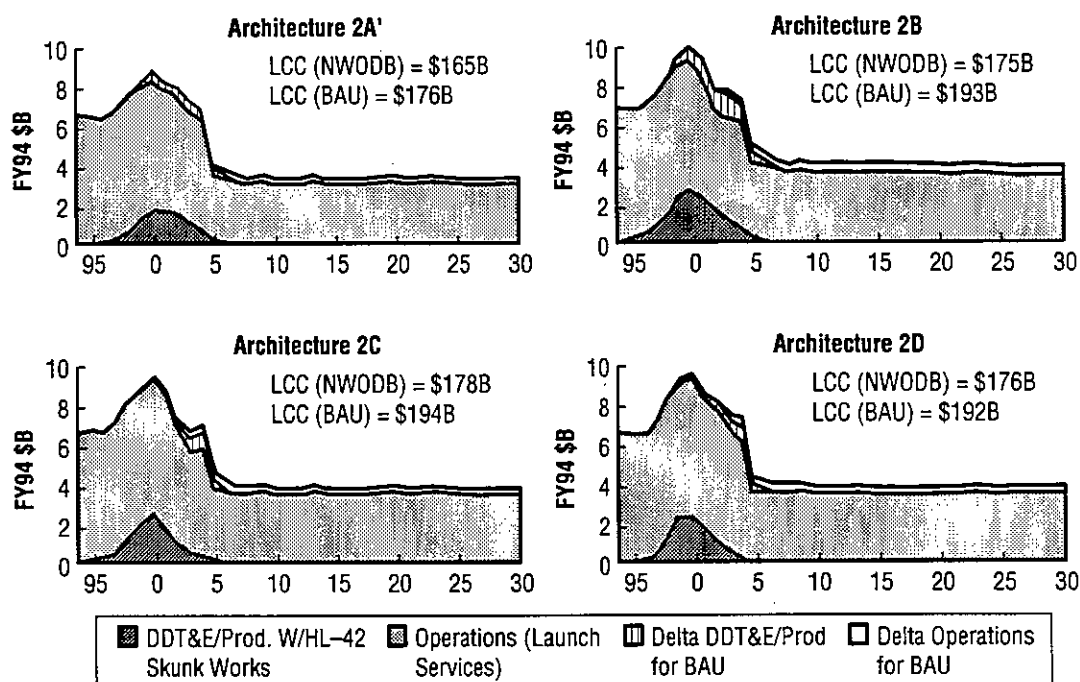 Architecture 2A'
LCC (NWODB) = $165B
LCC (BAU) = $176B
FY94 $B
10
8
6
4
2
0
95 0 5 10 15 20 25 30
Architecture 2B
LCC (NWODB) = $175B
LCC (BAU) = $193B
FY94 $B
10
8
6
4
2
0
95 0 5 10 15 20 25 30
Architecture 2C
LCC (NWODB) = $178B
LCC (BAU) = $194B
FY94 $B
10
8
6
4
2
0
95 0 5 10 15 20 25 30
Architecture 2D
LCC (NWODB) = $176B
LCC (BAU) = $192B
FY94 $B
10
8
6
4
2
0
95 0 5 10 15 20 25 30
DDT&E/Prod. W/HL–42
Skunk Works
Operations (Launch
Services)
Delta DDT&E/Prod
for BAU
Delta Operations
for BAU